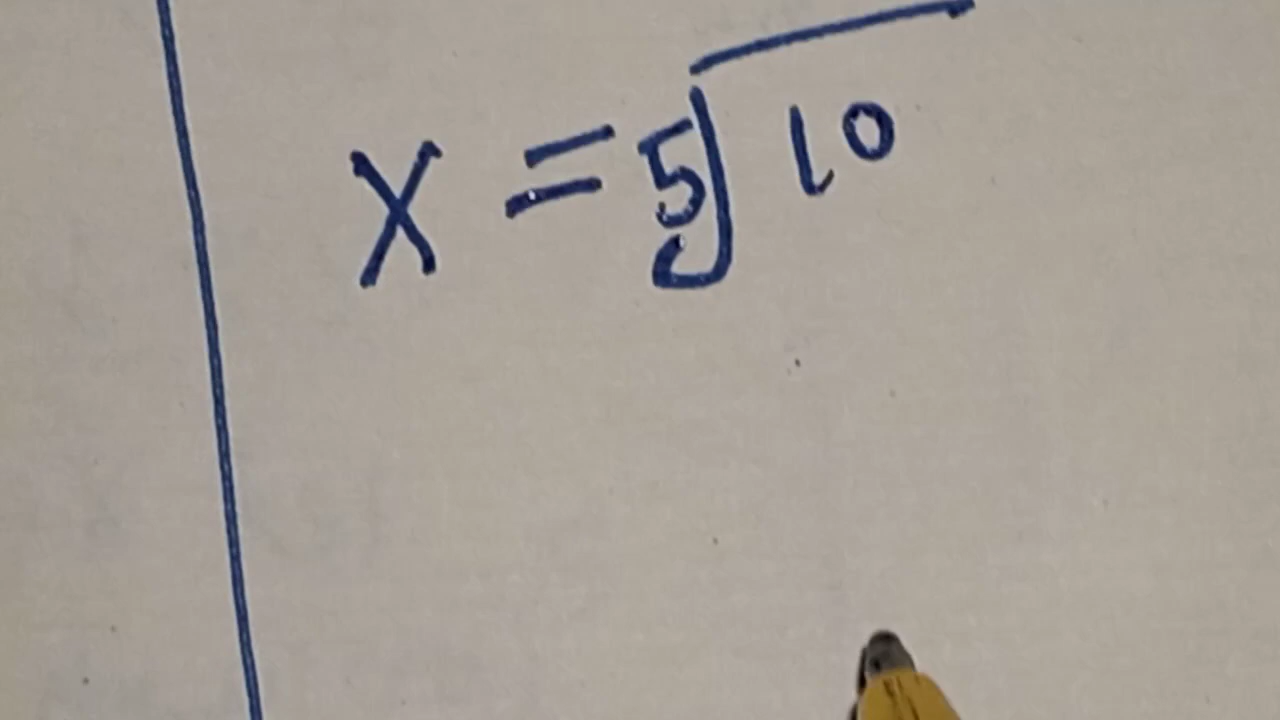 x = ⁵√10